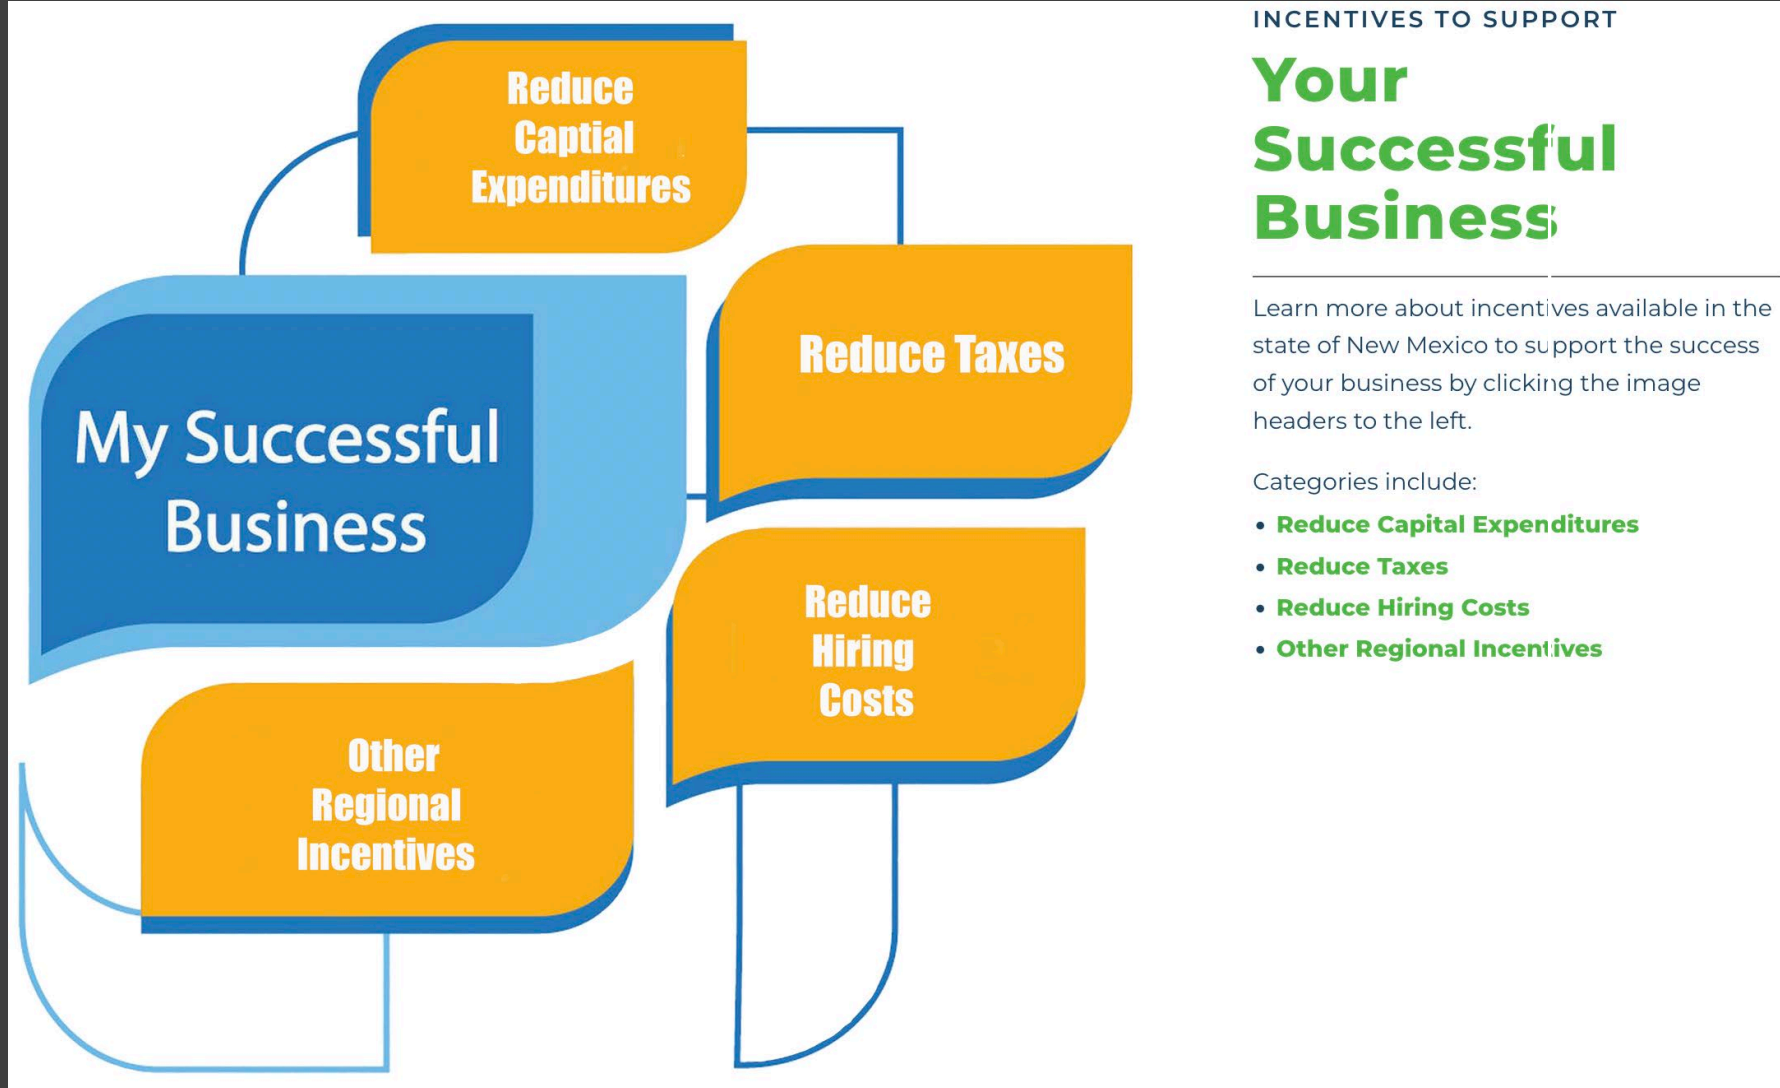 Reduce
Captial
Expenditures
Reduce Taxes
My Successful
Business
Reduce
Hiring
Costs
Other
Regional
Incentives
INCENTIVES TO SUPPORT
Your
Successful
Business
Learn more about incentives available in the
state of New Mexico to support the success
of your business by clicking the image
headers to the left.
Categories include:
• Reduce Capital Expenditures
• Reduce Taxes
• Reduce Hiring Costs
• Other Regional Incentives